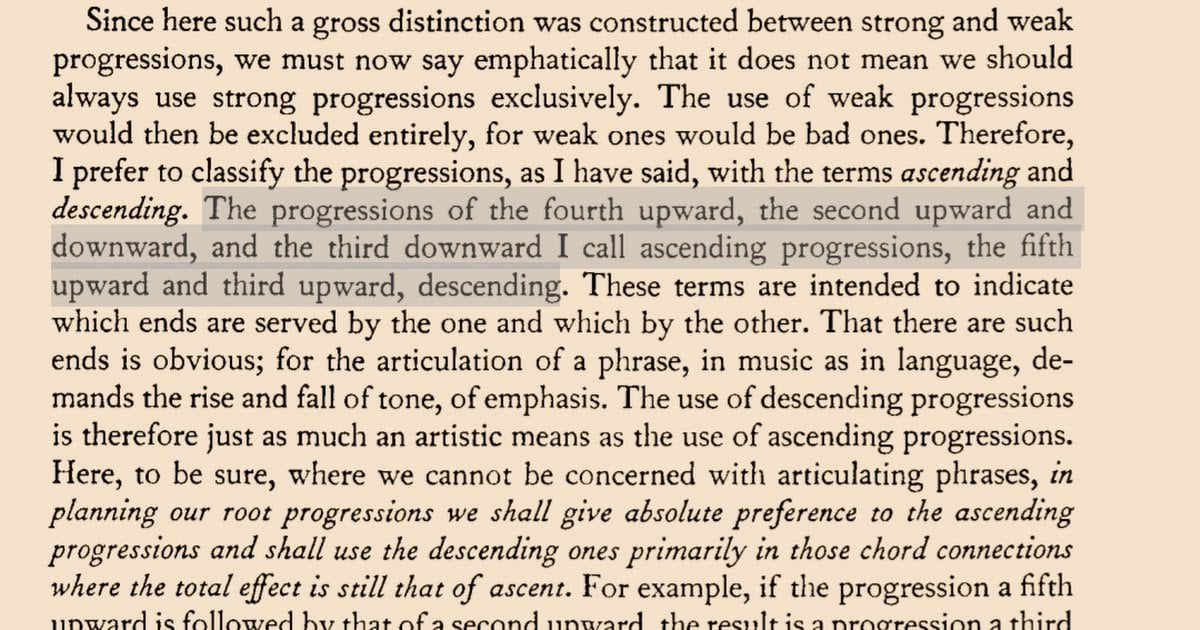 Since here such a gross distinction was constructed between strong and weak
progressions, we must now say emphatically that it does not mean we should
always use strong progressions exclusively. The use of weak progressions
would then be excluded entirely, for weak ones would be bad ones. Therefore,
I prefer to classify the progressions, as I have said, with the terms ascending and
descending. The progressions of the fourth upward, the second upward and
downward, and the third downward I call ascending progressions, the fifth
upward and third upward, descending. These terms are intended to indicate
which ends are served by the one and which by the other. That there are such
ends is obvious; for the articulation of a phrase, in music as in language, de-
mands the rise and fall of tone, of emphasis. The use of descending progressions
is therefore just as much an artistic means as the use of ascending progressions.
Here, to be sure, where we cannot be concerned with articulating phrases, in
planning our root progressions we shall give absolute preference to the ascending
progressions and shall use the descending ones primarily in those chord connections
where the total effect is still that of ascent. For example, if the progression a fifth
upward is followed by that of a second upward, the result is a progression a third